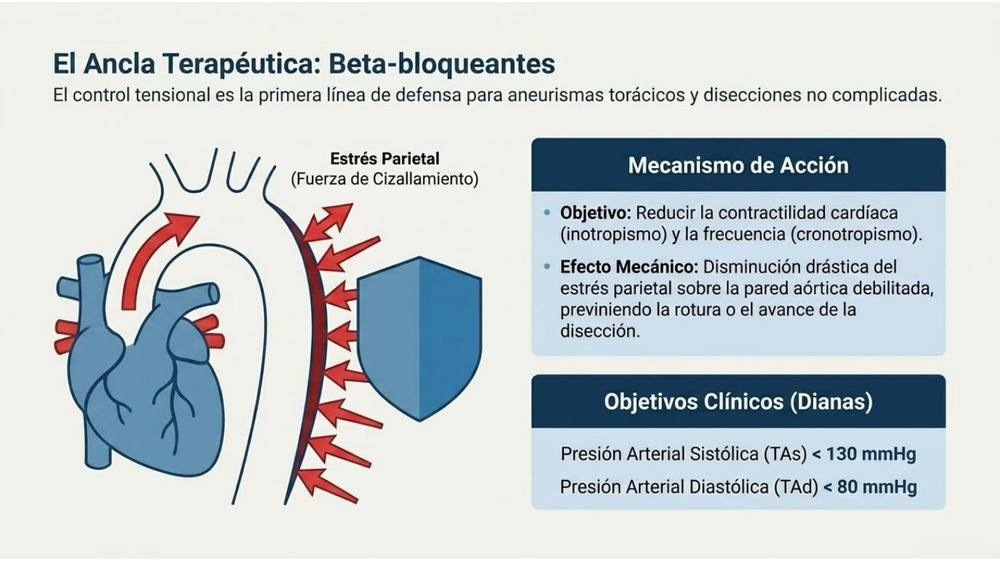 El Ancla Terapéutica: Beta-bloqueantes
El control tensional es la primera línea de defensa para aneurismas torácicos y disecciones no complicadas.
Estrés Parietal
(Fuerza de Cizallamiento)
Mecanismo de Acción
• Objetivo: Reducir la contractilidad cardíaca
(inotropismo) y la frecuencia (cronotropismo).
• Efecto Mecánico: Disminución drástica del
estrés parietal sobre la pared aórtica debilitada,
previniendo la rotura o el avance de la
disección.
Objetivos Clínicos (Dianas)
Presión Arterial Sistólica (TAs) < 130 mmHg
Presión Arterial Diastólica (TAd) < 80 mmHg